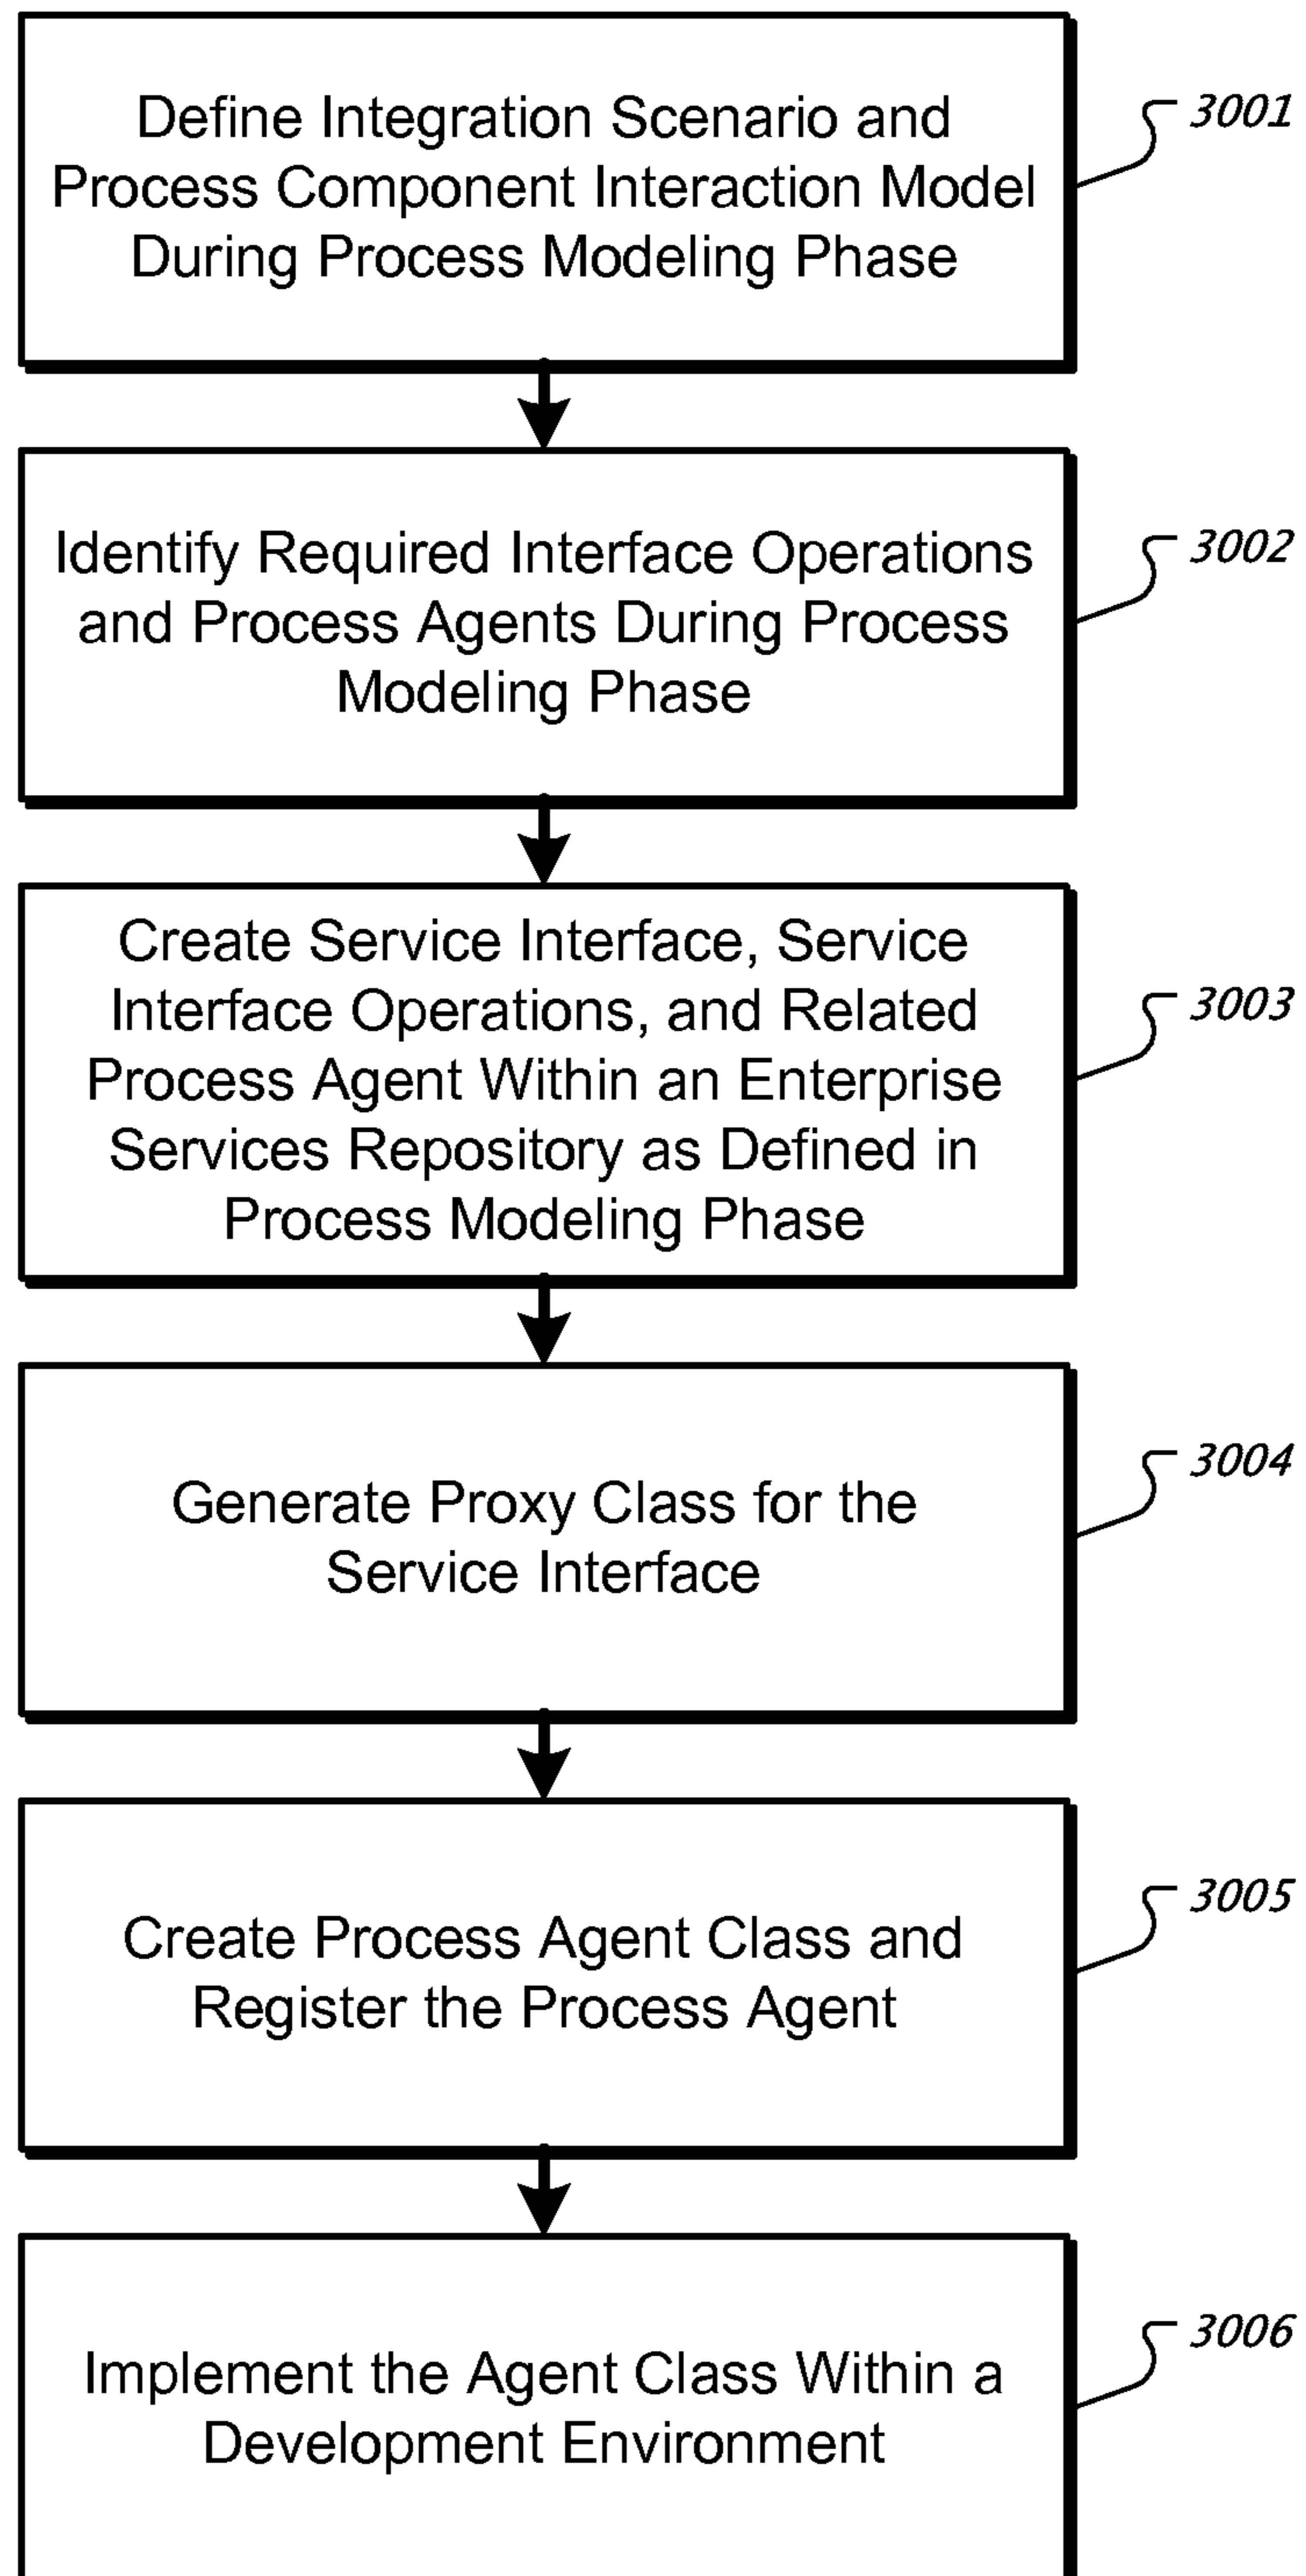 Define Integration Scenario and
Process Component Interaction Model
During Process Modeling Phase
3001
Identify Required Interface Operations
and Process Agents During Process
Modeling Phase
3002
Create Service Interface, Service
Interface Operations, and Related
Process Agent Within an Enterprise
Services Repository as Defined in
Process Modeling Phase
3003
Generate Proxy Class for the
Service Interface
3004
Create Process Agent Class and
Register the Process Agent
3005
Implement the Agent Class Within a
Development Environment
3006